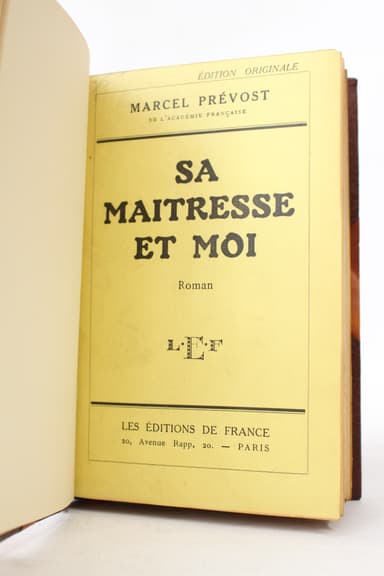 ÉDITION ORIGINALE
MARCEL PRÉVOST
DE L'ACADÉMIE FRANÇAISE
SA
MAITRESSE
ET MOI
Roman
L·E·F
LES ÉDITIONS DE FRANCE
20, Avenue Rapp, 20. — PARIS